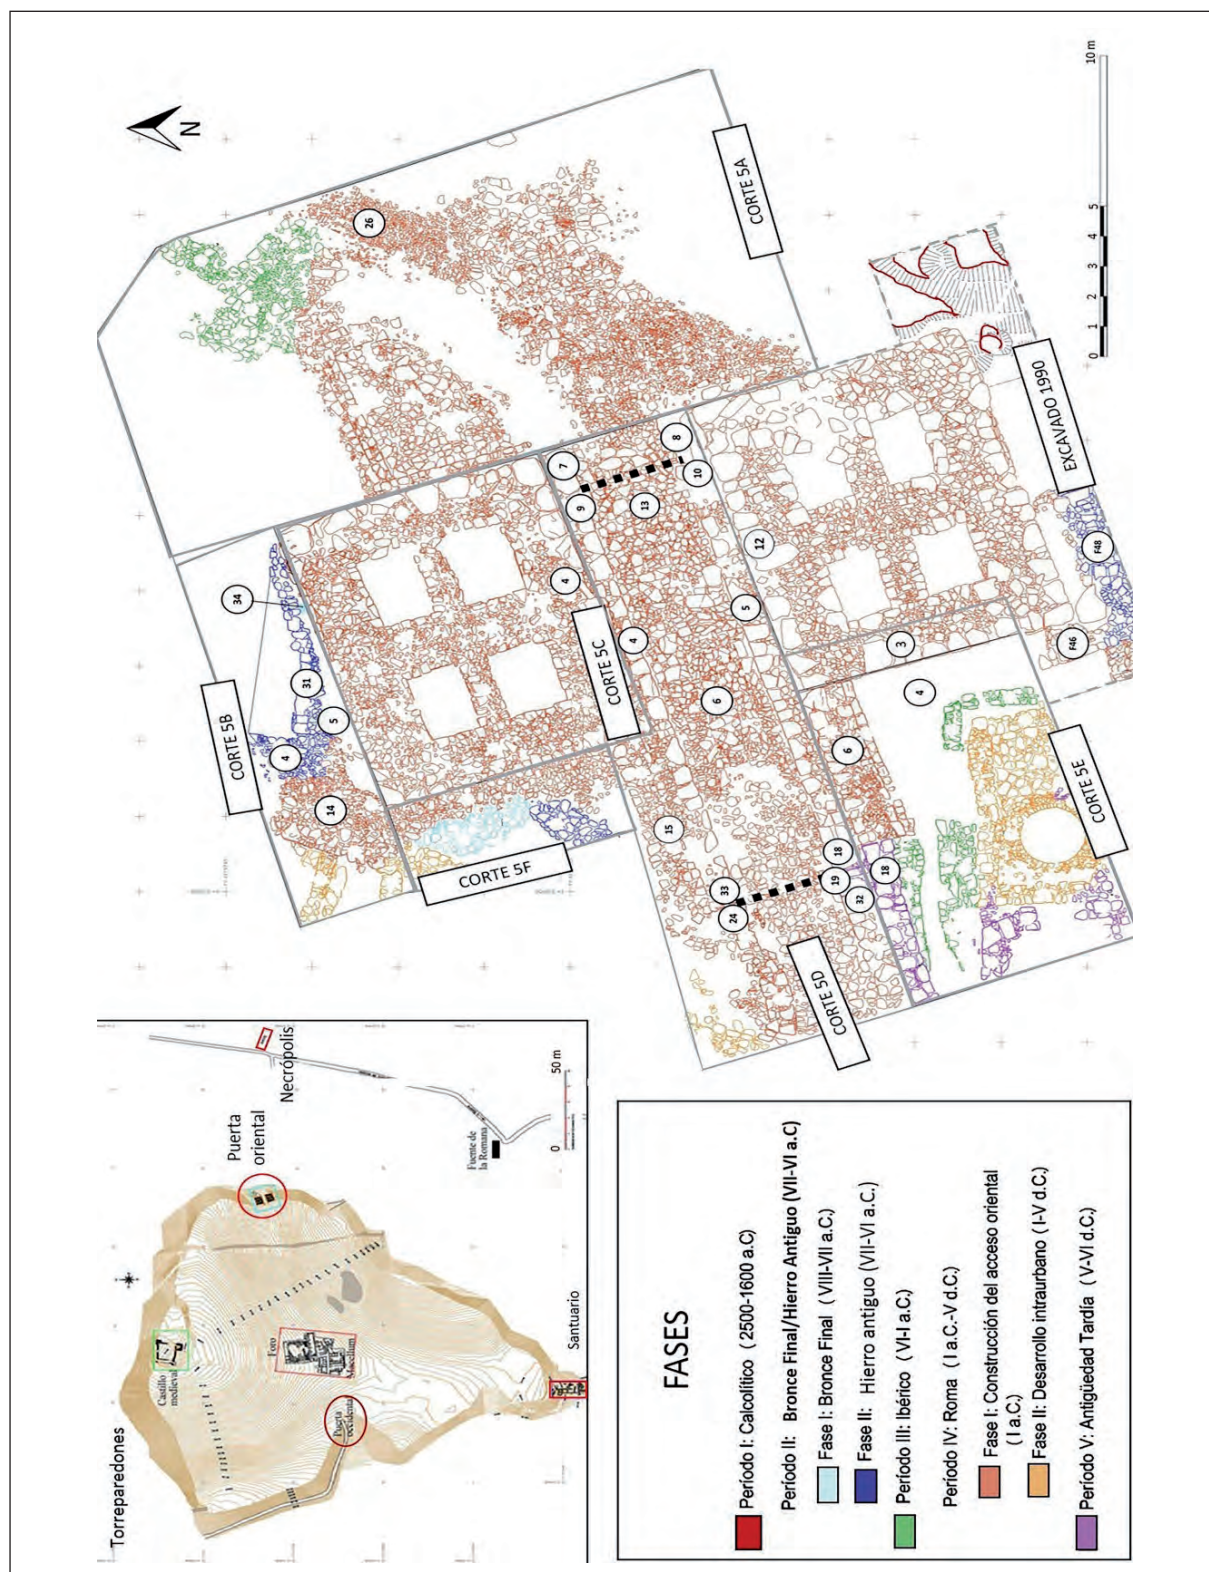 Torreparedones
Castillo
medieval
Foro
Macellum
Puerta
occidental
Puerta
oriental
Necrópolis
Fuente de
la Romana
Santuario
0 50 m
FASES
Período I: Calcolítico (2500-1600 a.C)
Período II: Bronce Final/Hierro Antiguo (VII-VI a.C)
Fase I: Bronce Final (VIII-VII a.C.)
Fase II: Hierro antiguo (VII-VI a.C.)
Período III: Ibérico (VI-I a.C.)
Período IV: Roma (I a.C.-V d.C.)
Fase I: Construcción del acceso oriental
(I a.C.)
Fase II: Desarrollo intraurbano (I-V d.C.)
Período V: Antigüedad Tardía (V-VI d.C.)
N
CORTE 5B
CORTE 5F
CORTE 5C
CORTE 5A
CORTE 5D
CORTE 5E
EXCAVADO 1990
26
34
31
5
4
14
7
8
9
10
13
4
4
12
5
6
3
F46
F48
15
6
4
33
24
18
19
18
32
0 1 2 3 4 5 10 m